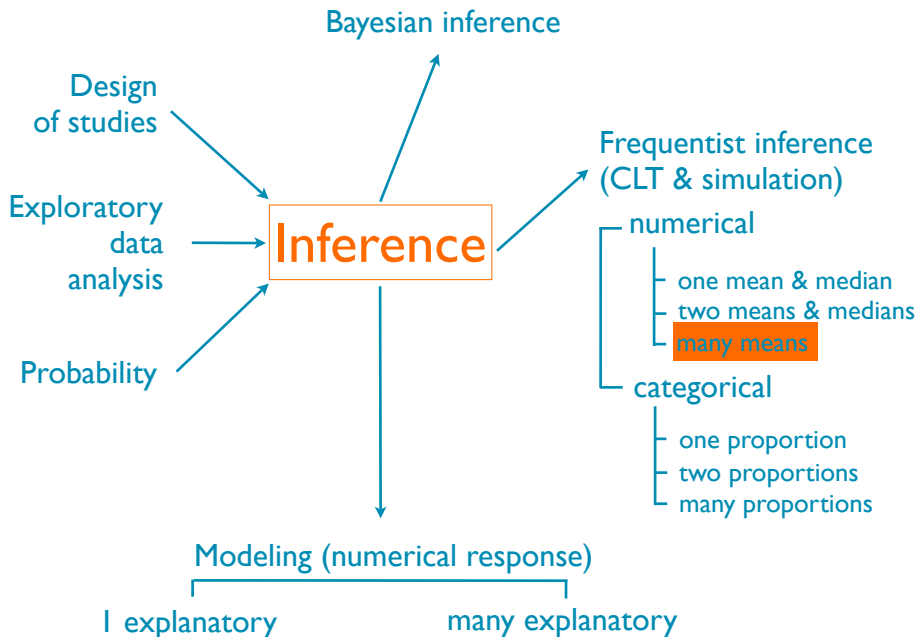 Bayesian inference
Design
of studies
Exploratory
data
analysis
Probability
Inference
Frequentist inference
(CLT & simulation)
numerical
one mean & median
two means & medians
many means
categorical
one proportion
two proportions
many proportions
Modeling (numerical response)
1 explanatory
many explanatory